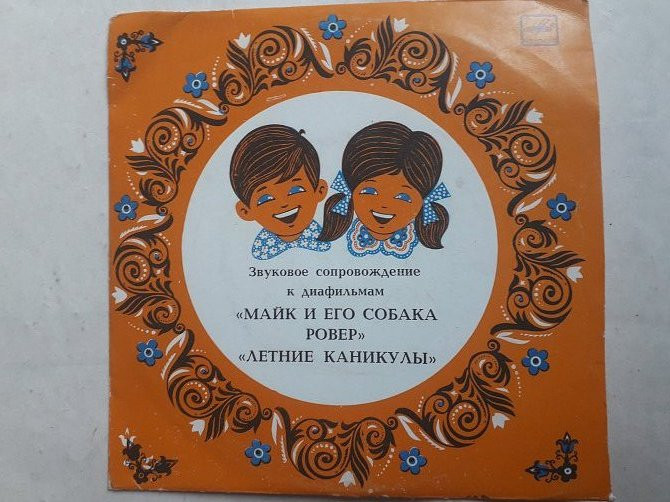 Звуковое сопровождение
к диафильмам
«МАЙК И ЕГО СОБАКА
РОВЕР»
«ЛЕТНИЕ КАНИКУЛЫ»